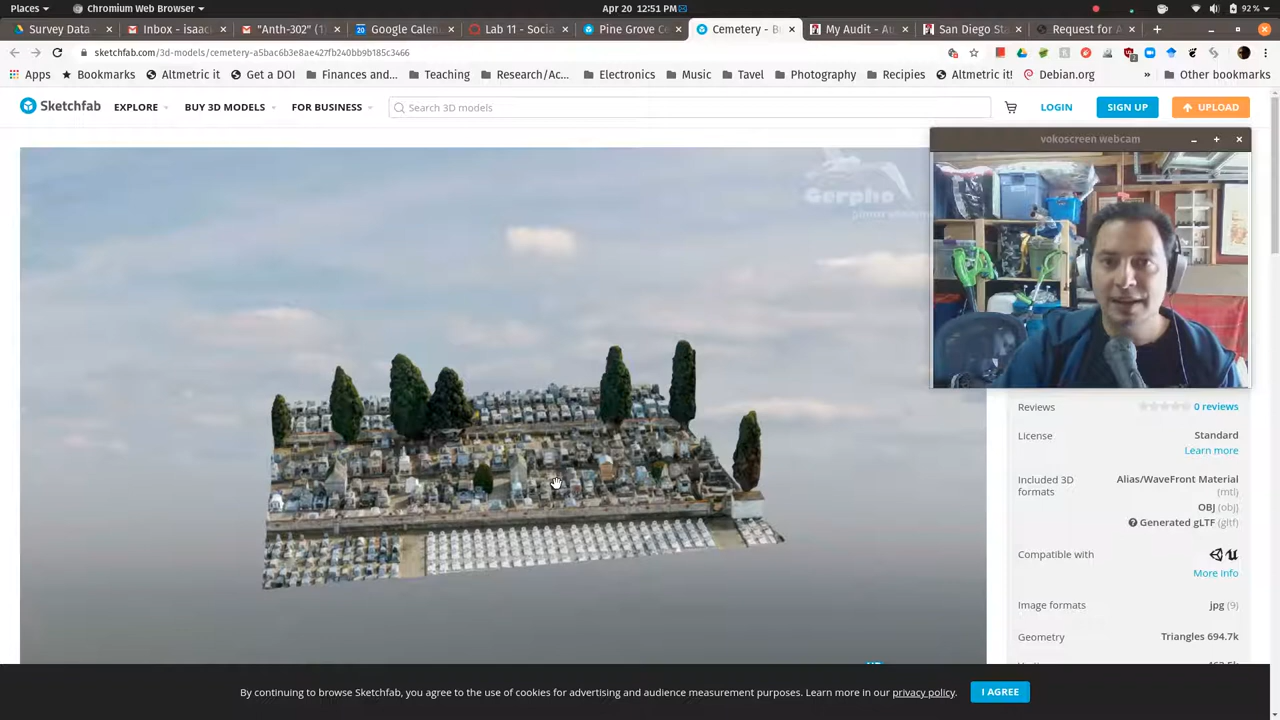 Places
Chromium Web Browser
Apr 20 12:51 PM
92 %
Survey Data -
Inbox - isaac
"Anth-302" (1)
Google Calen
Lab 11 - Socia
Pine Grove Ce
Cemetery - B
My Audit - Au
San Diego St
Request for A
sketchfab.com/3d-models/cemetery-a5bac6b3e8ae427fb240bb9b185c3466
Apps
Bookmarks
Altmetric it
Get a DOI
Finances and...
Teaching
Research/Ac...
Electronics
Music
Tavel
Photography
Recipies
Altmetric it!
Debian.org
»
Other bookmarks
Sketchfab
EXPLORE
BUY 3D MODELS
FOR BUSINESS
Search 3D models
LOGIN
SIGN UP
UPLOAD
vokoscreen webcam
Gerpho
Reviews
0 reviews
License
Standard
Learn more
Included 3D
formats
Alias/WaveFront Material
(mtl)
OBJ (obj)
Generated glTF (gltf)
Compatible with
More Info
Image formats
jpg (9)
Geometry
Triangles 694.7k
By continuing to browse Sketchfab, you agree to the use of cookies for advertising and audience measurement purposes. Learn more in our privacy policy.
I AGREE